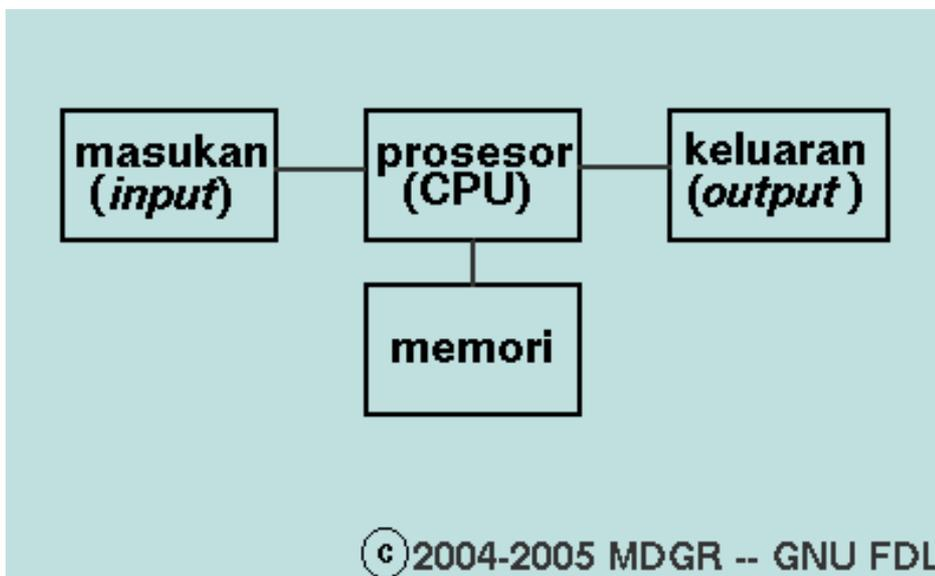 masukan
(input)
prosesor
(CPU)
keluaran
(output)
memori
©2004-2005 MDGR -- GNU FDL